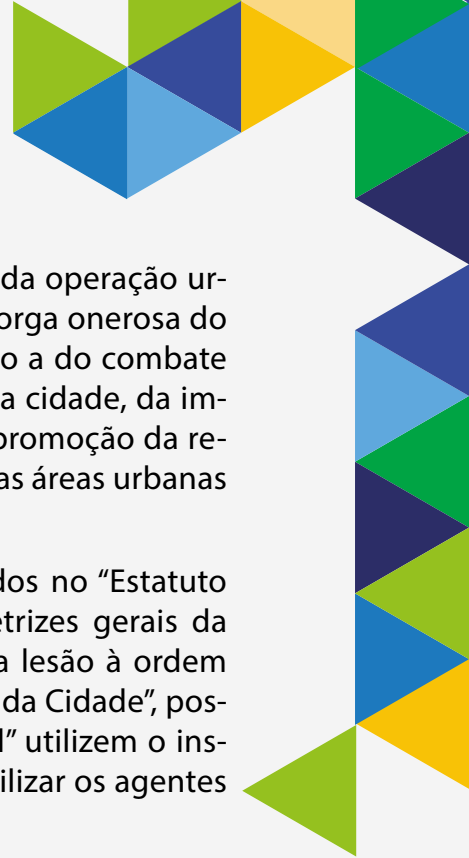 da operação ur-
orga onerosa do
o a do combate
a cidade, da im-
promoção da re-
as áreas urbanas
dos no “Estatuto
etrizes gerais da
a lesão à ordem
da Cidade”, pos-
l” utilizem o ins-
ilizar os agentes